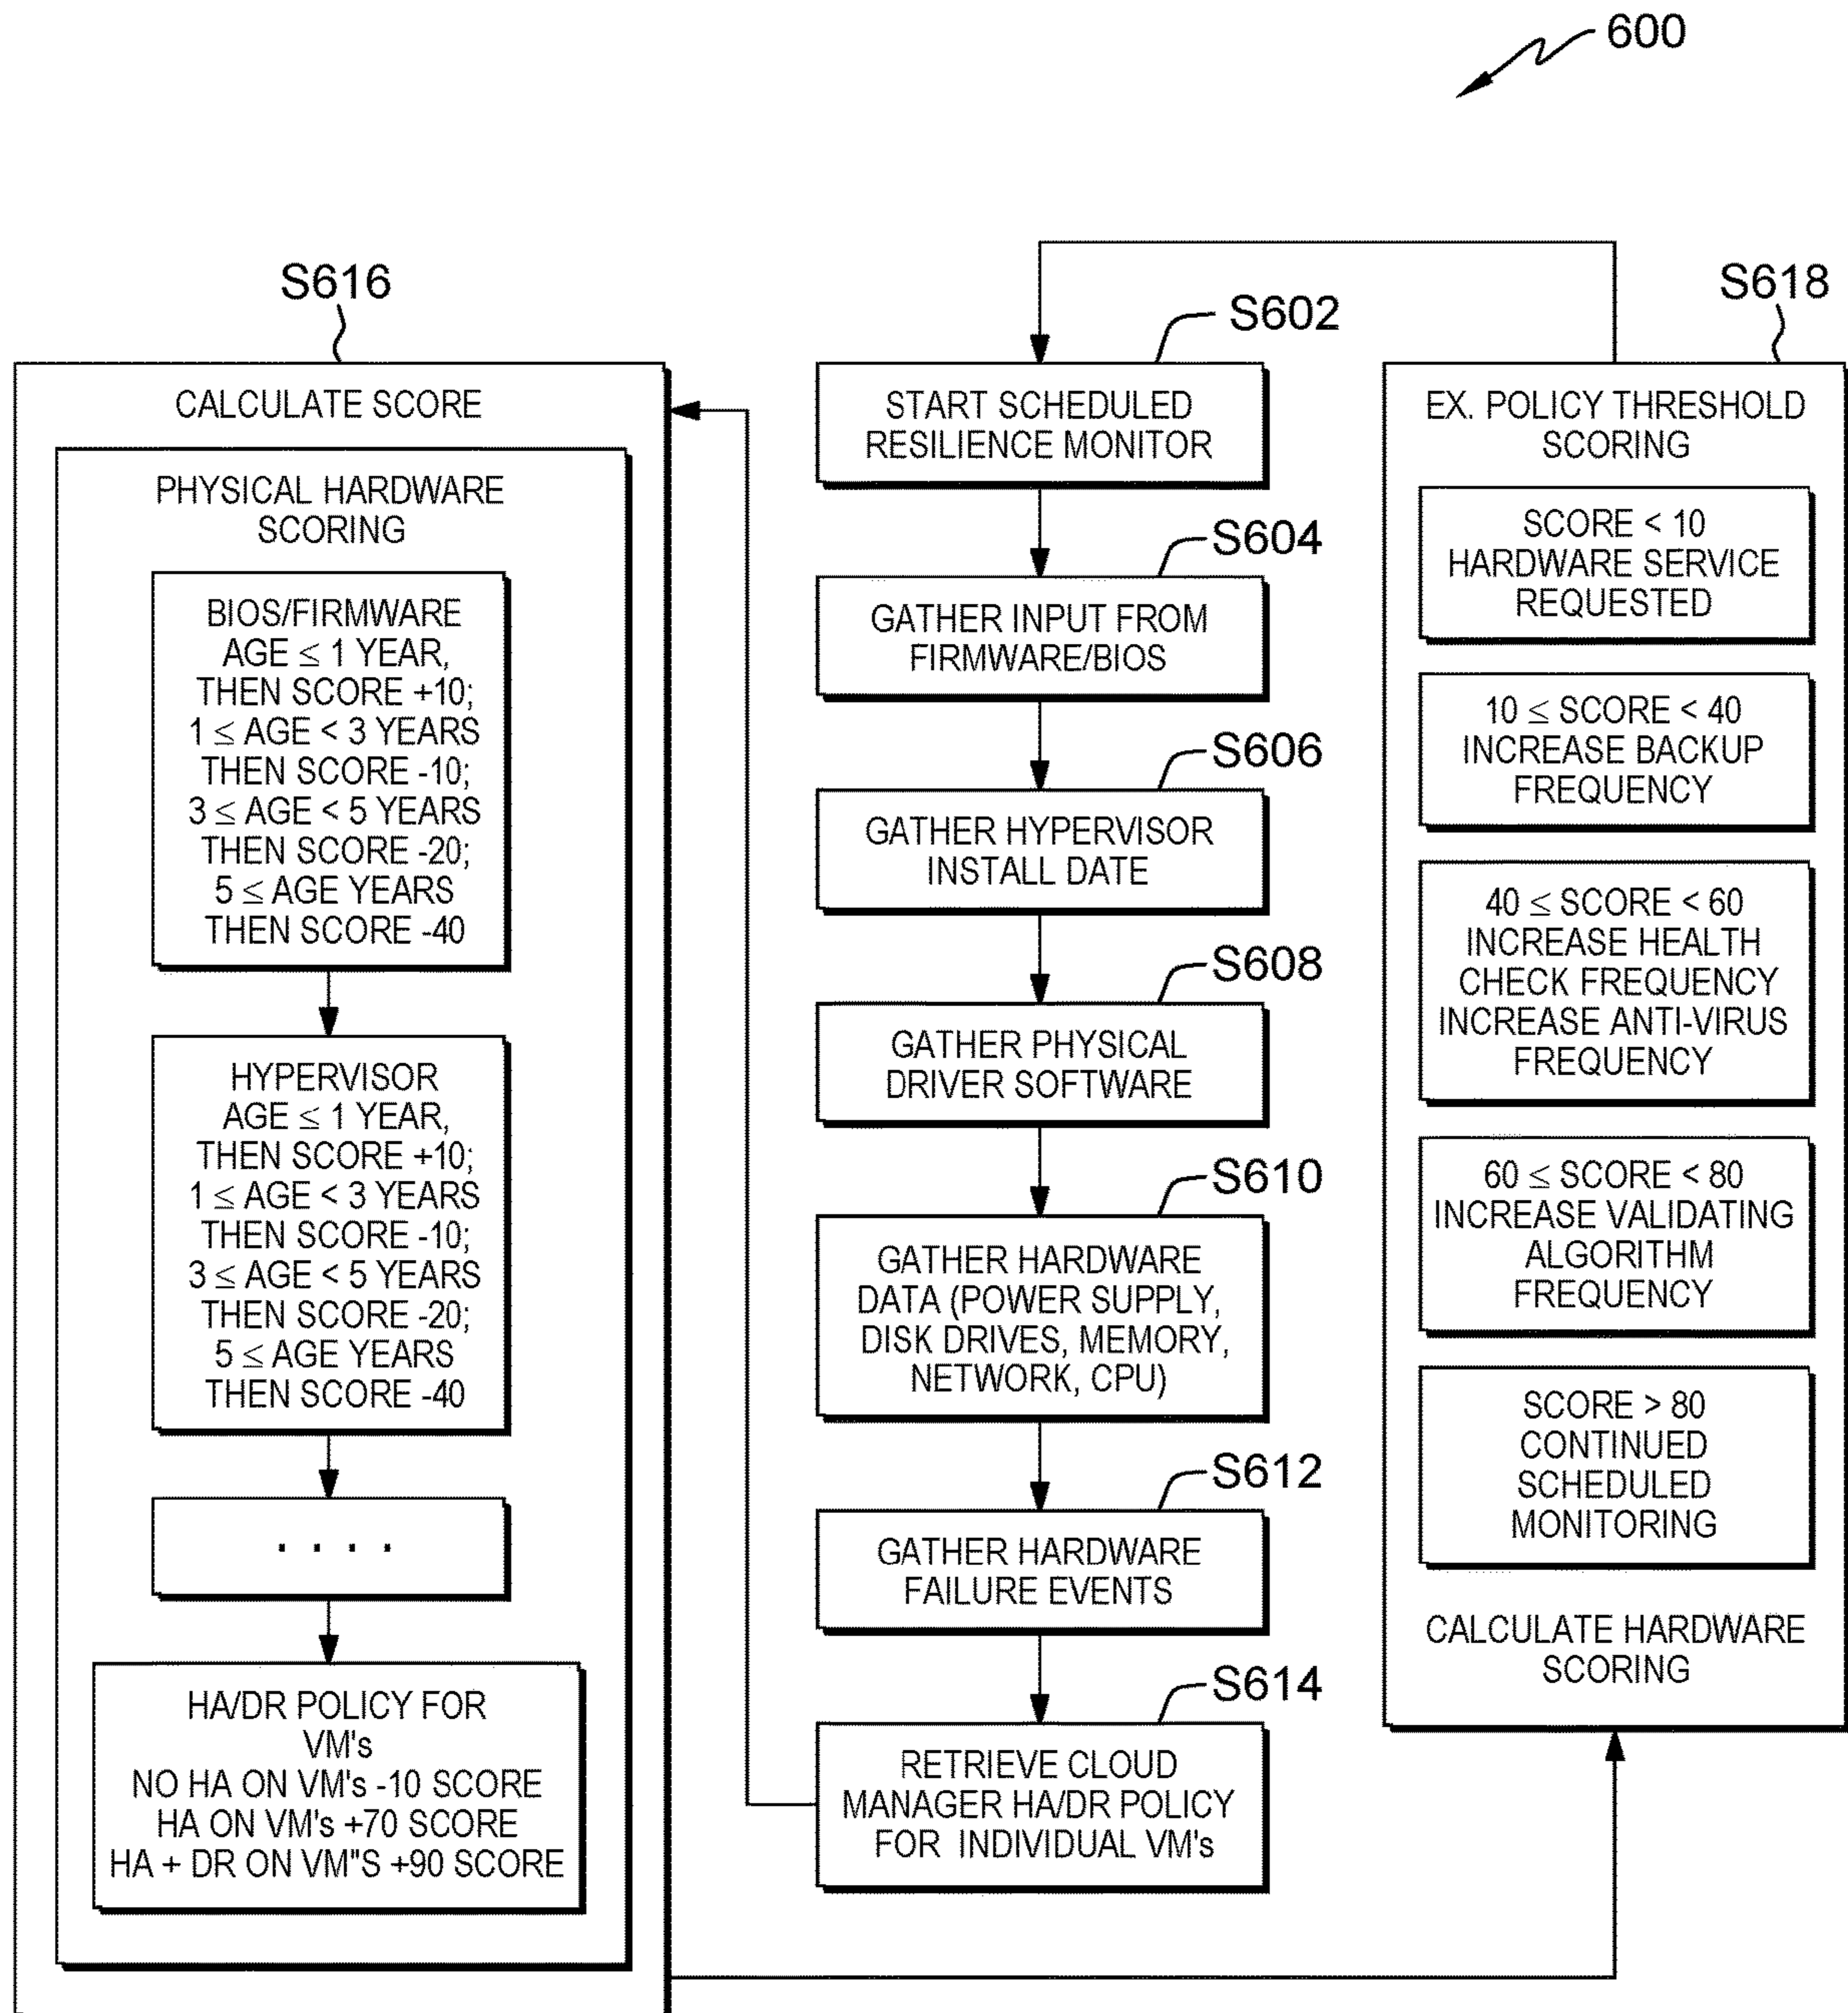 600
S616
CALCULATE SCORE
PHYSICAL HARDWARE
SCORING
BIOS/FIRMWARE
AGE ≤ 1 YEAR,
THEN SCORE +10;
1 ≤ AGE < 3 YEARS
THEN SCORE -10;
3 ≤ AGE < 5 YEARS
THEN SCORE -20;
5 ≤ AGE YEARS
THEN SCORE -40
HYPERVISOR
AGE ≤ 1 YEAR,
THEN SCORE +10;
1 ≤ AGE < 3 YEARS
THEN SCORE -10;
3 ≤ AGE < 5 YEARS
THEN SCORE -20;
5 ≤ AGE YEARS
THEN SCORE -40
. . . .
HA/DR POLICY FOR
VM's
NO HA ON VM's -10 SCORE
HA ON VM's +70 SCORE
HA + DR ON VM"S +90 SCORE
S602
START SCHEDULED
RESILIENCE MONITOR
S604
GATHER INPUT FROM
FIRMWARE/BIOS
S606
GATHER HYPERVISOR
INSTALL DATE
S608
GATHER PHYSICAL
DRIVER SOFTWARE
S610
GATHER HARDWARE
DATA (POWER SUPPLY,
DISK DRIVES, MEMORY,
NETWORK, CPU)
S612
GATHER HARDWARE
FAILURE EVENTS
S614
RETRIEVE CLOUD
MANAGER HA/DR POLICY
FOR INDIVIDUAL VM's
S618
EX. POLICY THRESHOLD
SCORING
SCORE < 10
HARDWARE SERVICE
REQUESTED
10 ≤ SCORE < 40
INCREASE BACKUP
FREQUENCY
40 ≤ SCORE < 60
INCREASE HEALTH
CHECK FREQUENCY
INCREASE ANTI-VIRUS
FREQUENCY
60 ≤ SCORE < 80
INCREASE VALIDATING
ALGORITHM
FREQUENCY
SCORE > 80
CONTINUED
SCHEDULED
MONITORING
CALCULATE HARDWARE
SCORING